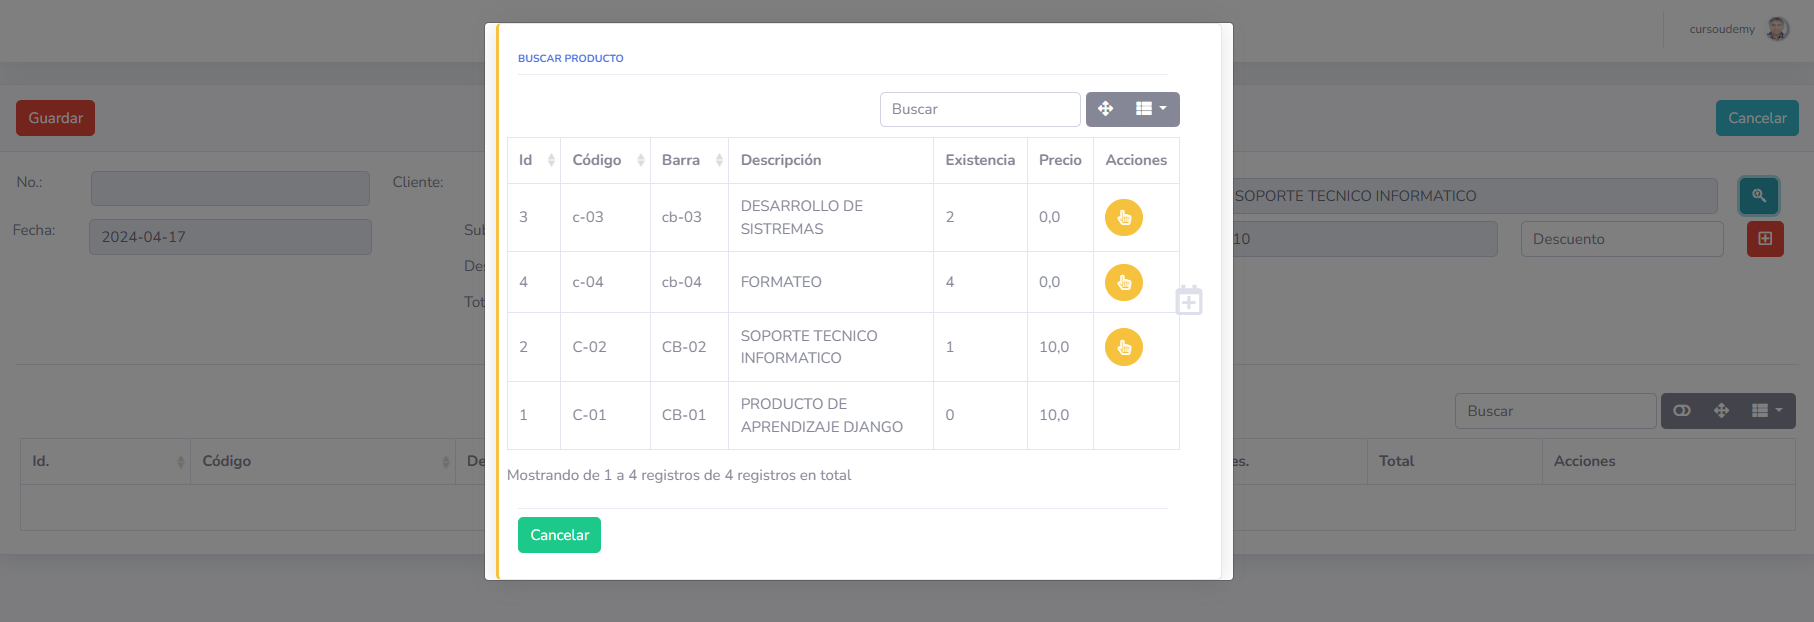 cursoudemy
BUSCAR PRODUCTO
Guardar
Buscar
Cancelar
Id Código Barra Descripción Existencia Precio Acciones
No.:
Cliente:
3 c-03 cb-03 DESARROLLO DE SISTREMAS 2 0,0
SOPORTE TECNICO INFORMATICO
Fecha: 2024-04-17
Sub
10
Descuento
Des
4 c-04 cb-04 FORMATEO 4 0,0
Tot
2 C-02 CB-02 SOPORTE TECNICO INFORMATICO 1 10,0
1 C-01 CB-01 PRODUCTO DE APRENDIZAJE DJANGO 0 10,0
Buscar
Id. Código De es. Total Acciones
Mostrando de 1 a 4 registros de 4 registros en total
Cancelar